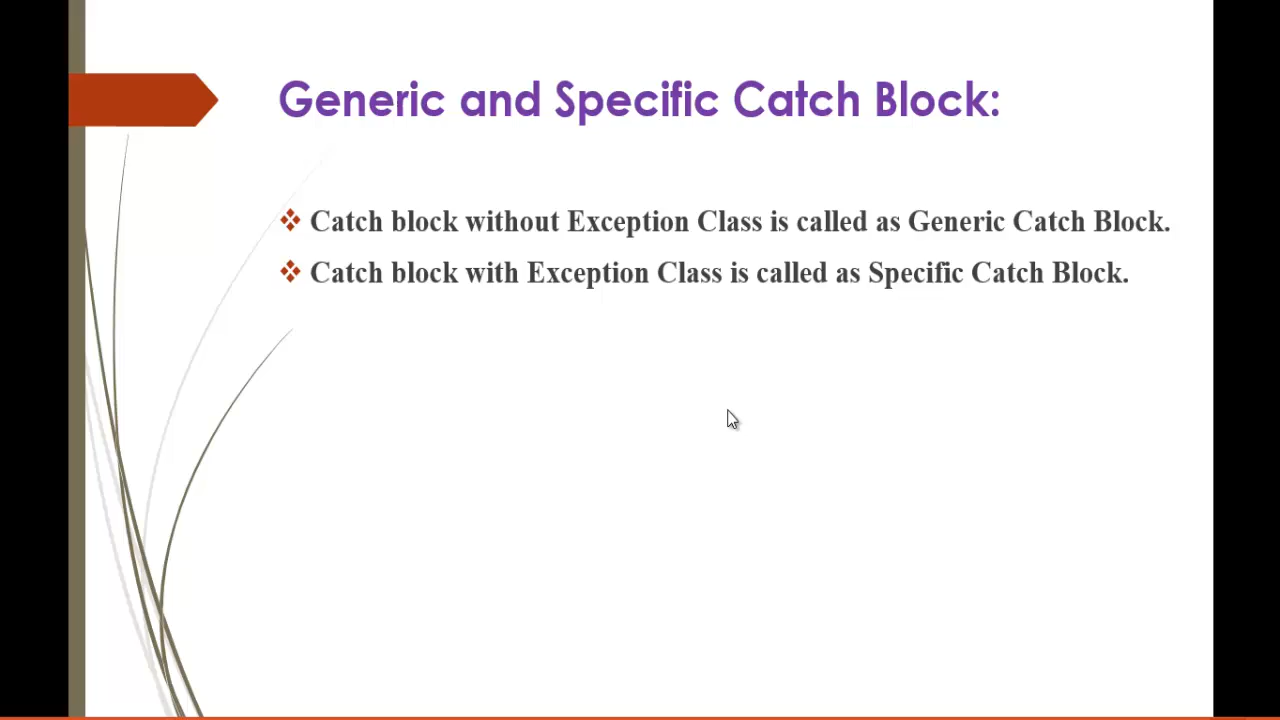 Generic and Specific Catch Block:
Catch block without Exception Class is called as Generic Catch Block.
Catch block with Exception Class is called as Specific Catch Block.